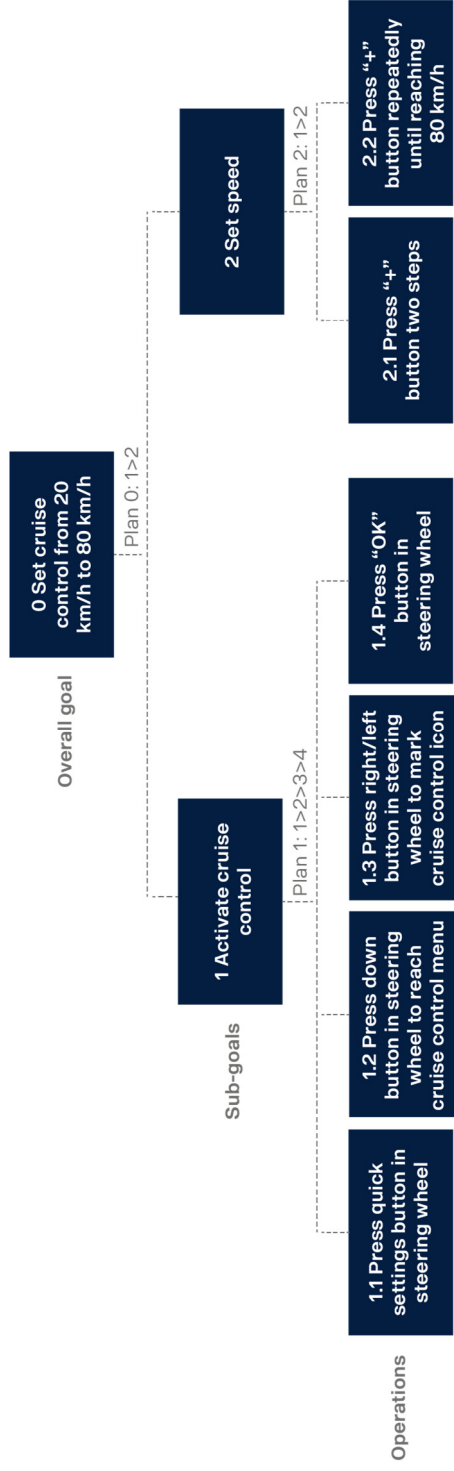 Overall goal
0 Set cruise
control from 20
km/h to 80 km/h
Plan 0: 1>2
Sub-goals
1 Activate cruise
control
2 Set speed
Plan 1: 1>2>3>4
Plan 2: 1>2
Operations
1.1 Press quick
settings button in
steering wheel
1.2 Press down
button in steering
wheel to reach
cruise control menu
1.3 Press right/left
button in steering
wheel to mark
cruise control icon
1.4 Press “OK”
button in
steering wheel
2.1 Press “+”
button two steps
2.2 Press “+”
button repeatedly
until reaching
80 km/h